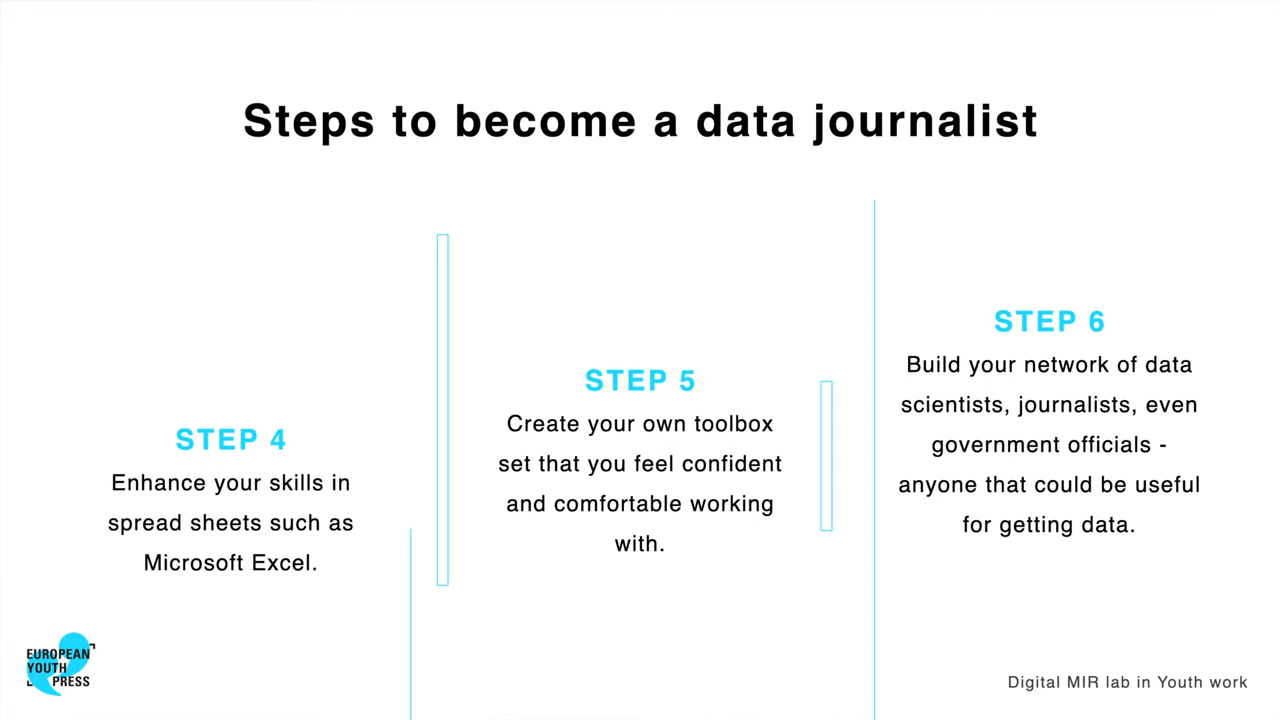 Steps to become a data journalist
STEP 4
Enhance your skills in
spread sheets such as
Microsoft Excel.
STEP 5
Create your own toolbox
set that you feel confident
and comfortable working
with.
STEP 6
Build your network of data
scientists, journalists, even
government officials -
anyone that could be useful
for getting data.
EUROPEAN
YOUTH
PRESS
Digital MIR lab in Youth work